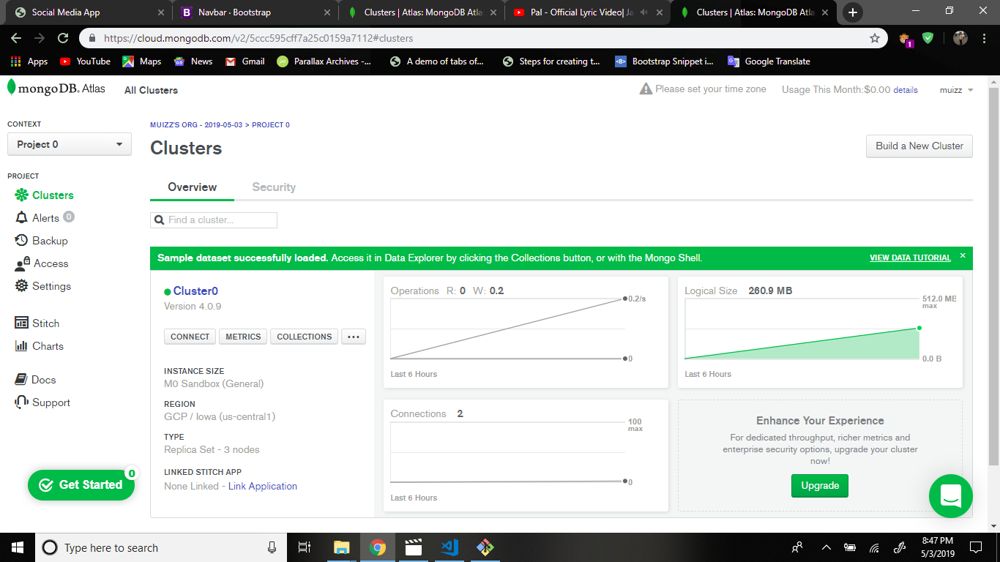 Social Media App
Navbar · Bootstrap
Clusters | Atlas: MongoDB Atla
Pal - Official Lyric Video| Ja
Clusters | Atlas: MongoDB Atla
https://cloud.mongodb.com/v2/5ccc595cff7a25c0159a7112#clusters
1
Apps
YouTube
Maps
News
Gmail
Parallax Archives -...
A demo of tabs of...
Steps for creating t...
Bootstrap Snippet i...
Google Translate
mongoDB. Atlas
All Clusters
Please set your time zone
Usage This Month:$0.00 details
muizz
CONTEXT
Project 0
PROJECT
Clusters
Alerts 0
Backup
Access
Settings
Stitch
Charts
Docs
Support
Get Started
0
MUIZZ'S ORG - 2019-05-03 > PROJECT 0
Clusters
Build a New Cluster
Overview
Security
Find a cluster...
Sample dataset successfully loaded. Access it in Data Explorer by clicking the Collections button, or with the Mongo Shell.
VIEW DATA TUTORIAL
Cluster0
Version 4.0.9
CONNECT
METRICS
COLLECTIONS
...
INSTANCE SIZE
M0 Sandbox (General)
REGION
GCP / Iowa (us-central1)
TYPE
Replica Set - 3 nodes
LINKED STITCH APP
None Linked - Link Application
Operations R: 0 W: 0.2
0.2/s
0
Last 6 Hours
Logical Size 260.9 MB
512.0 MB
max
0.0 B
Last 6 Hours
Connections 2
100
max
0
Last 6 Hours
Enhance Your Experience
For dedicated throughput, richer metrics and
enterprise security options, upgrade your cluster
now!
Upgrade
Type here to search
8:47 PM
5/3/2019